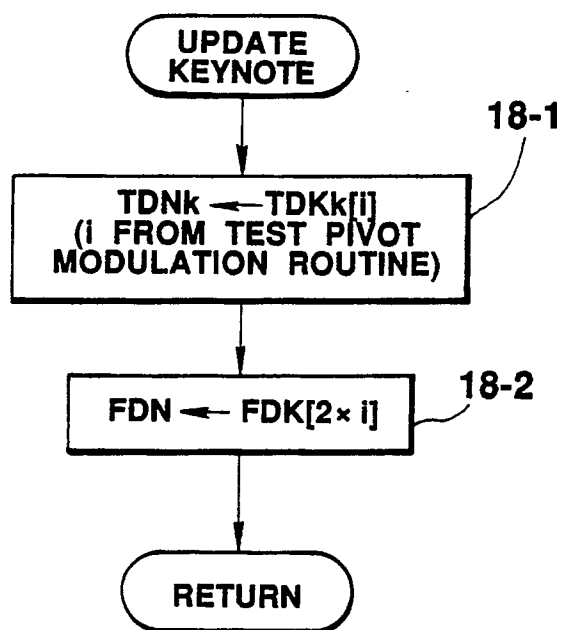 UPDATE
KEYNOTE
18-1
TDNk ← TDKk[i]
(i FROM TEST PIVOT
MODULATION ROUTINE)
18-2
FDN ← FDK[2× i]
RETURN